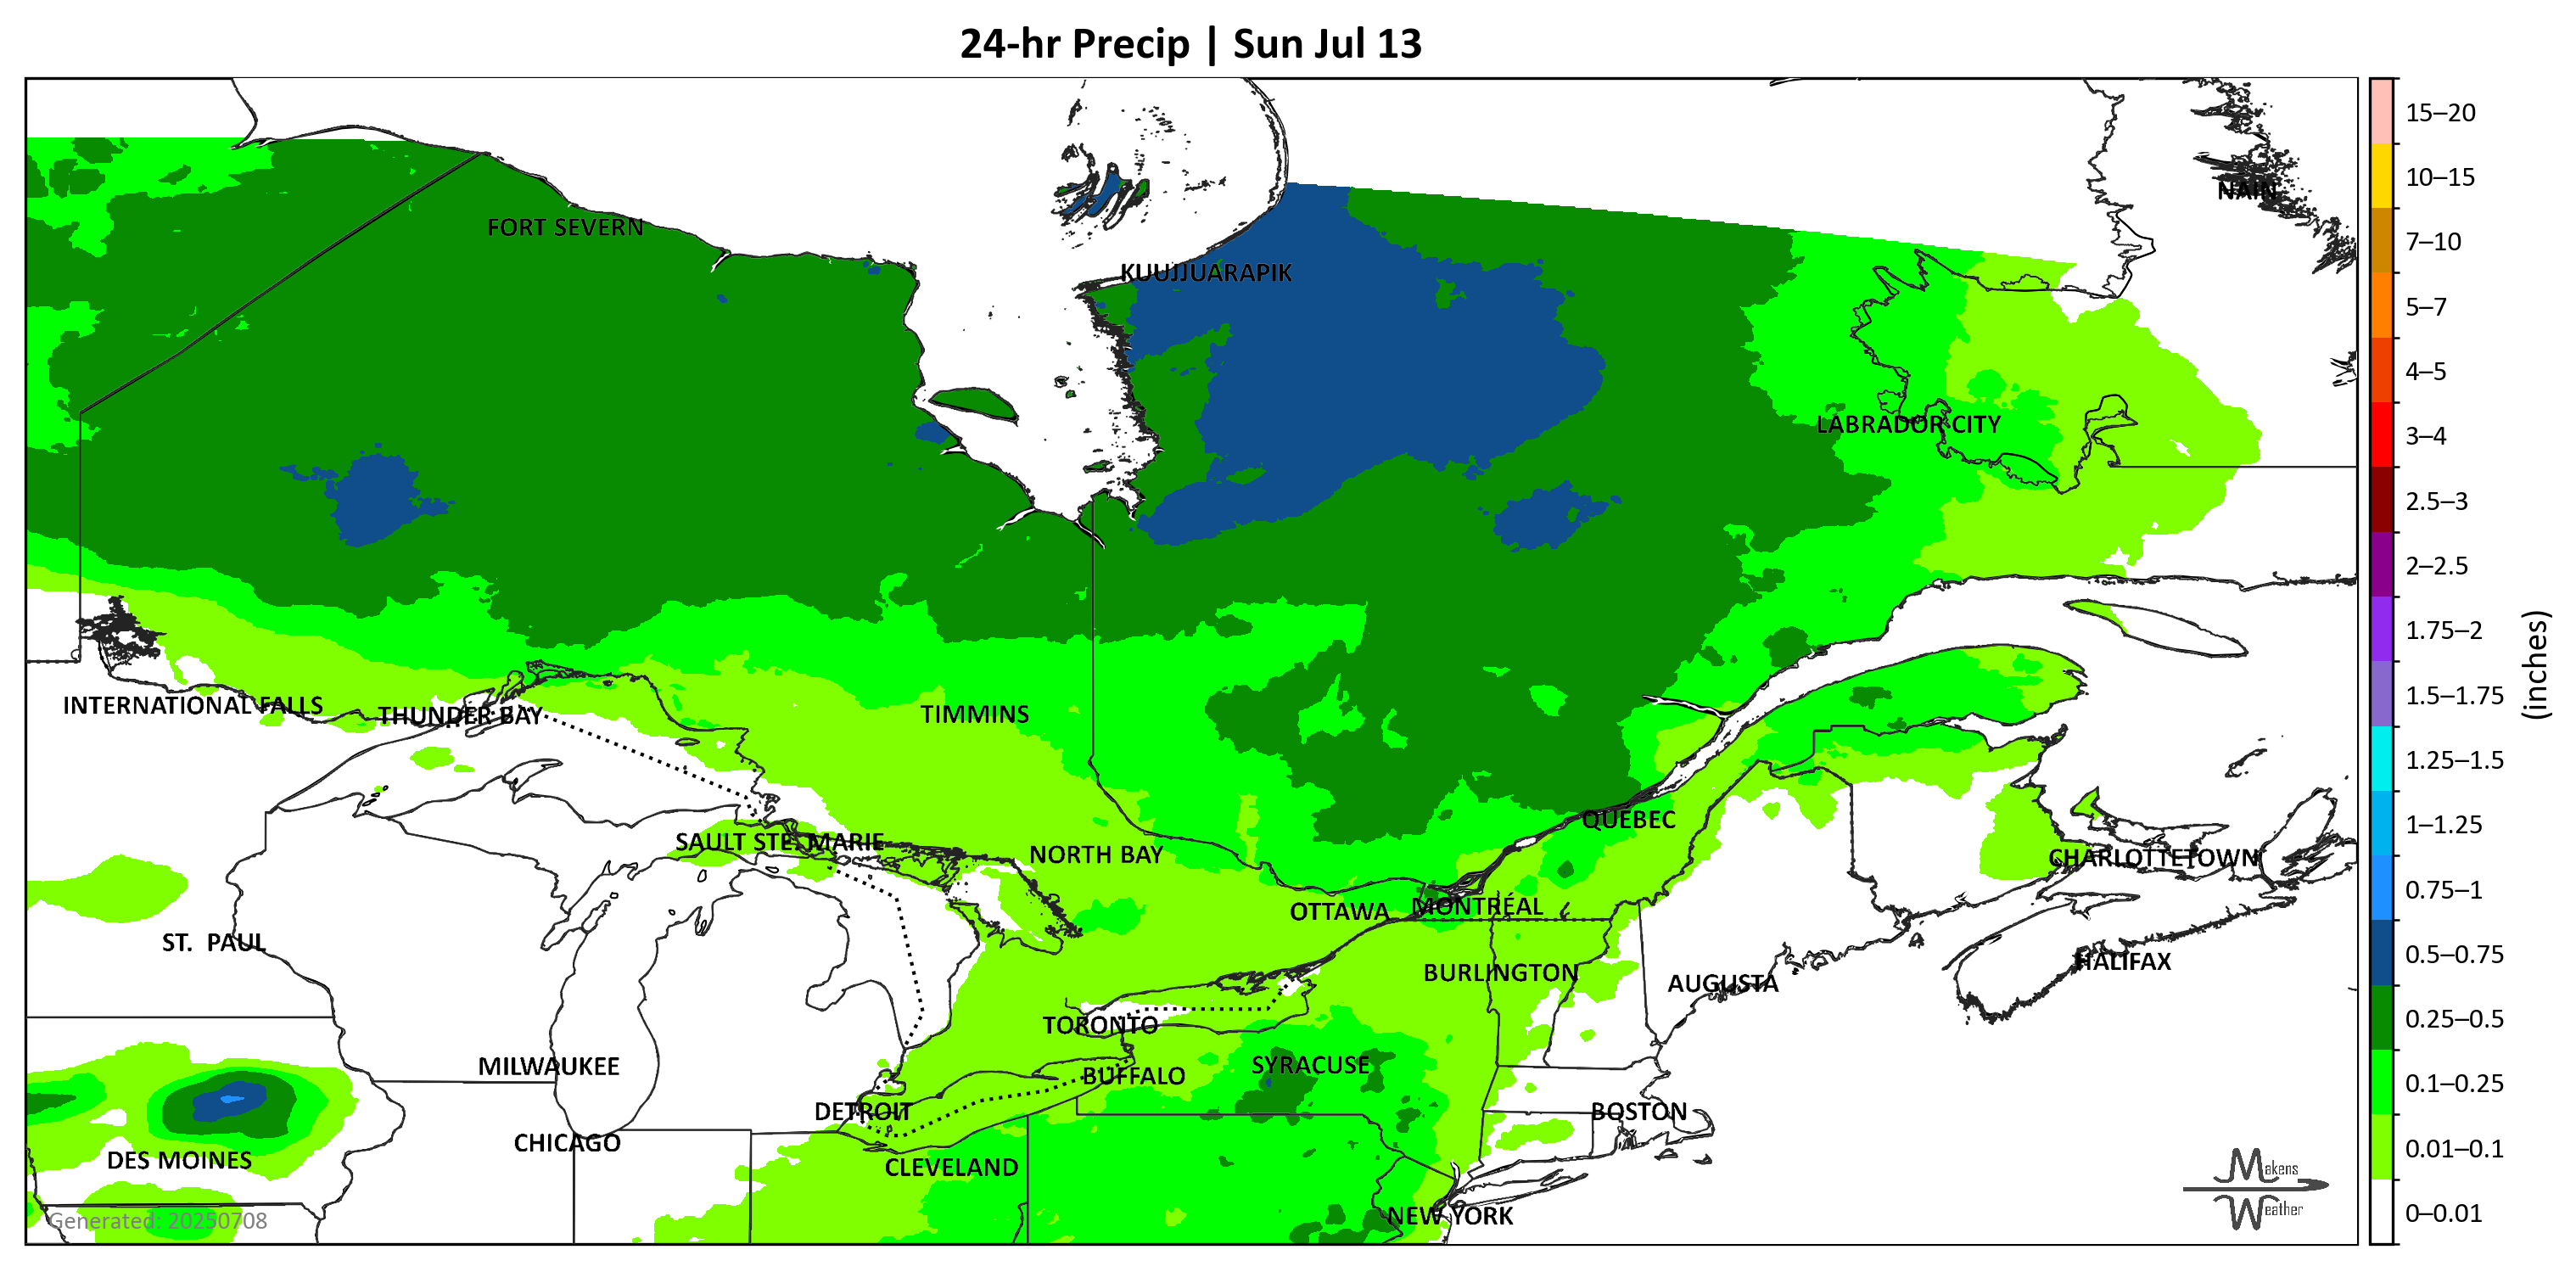 24-hr Precip | Sun Jul 13
15–20
NAIN
10–15
FORT SEVERN
7–10
KUUJJUARAPIK
5–7
4–5
LABRADOR CITY
3–4
2.5–3
2–2.5
1.75–2
(inches)
INTERNATIONAL FALLS
THUNDER BAY
TIMMINS
1.5–1.75
1.25–1.5
QUEBEC
1–1.25
SAULT STE. MARIE
NORTH BAY
CHARLOTTETOWN
0.75–1
OTTAWA
MONTRÉAL
ST. PAUL
HALIFAX
0.5–0.75
BURLINGTON
AUGUSTA
TORONTO
0.25–0.5
MILWAUKEE
BUFFALO
SYRACUSE
0.1–0.25
DETROIT
BOSTON
CHICAGO
0.01–0.1
DES MOINES
CLEVELAND
Makens
Weather
Generated: 20250708
NEW YORK
0–0.01